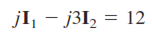 jI₁ − j3I₂ = 12